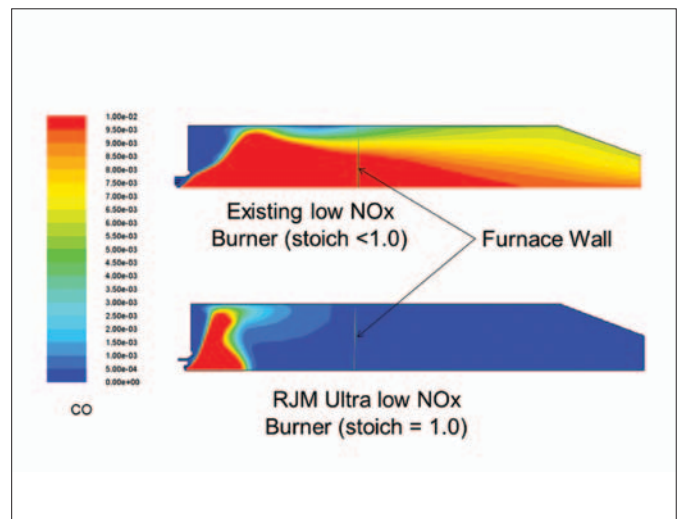 1.00e-02
9.50e-03
9.00e-03
8.50e-03
8.00e-03
7.50e-03
7.00e-03
6.50e-03
6.00e-03
5.50e-03
5.00e-03
4.50e-03
4.00e-03
3.50e-03
3.00e-03
2.50e-03
2.00e-03
1.50e-03
1.00e-03
5.00e-04
0.00e+00
CO
Existing low NOx
Burner (stoich <1.0)
Furnace Wall
RJM Ultra low NOx
Burner (stoich = 1.0)